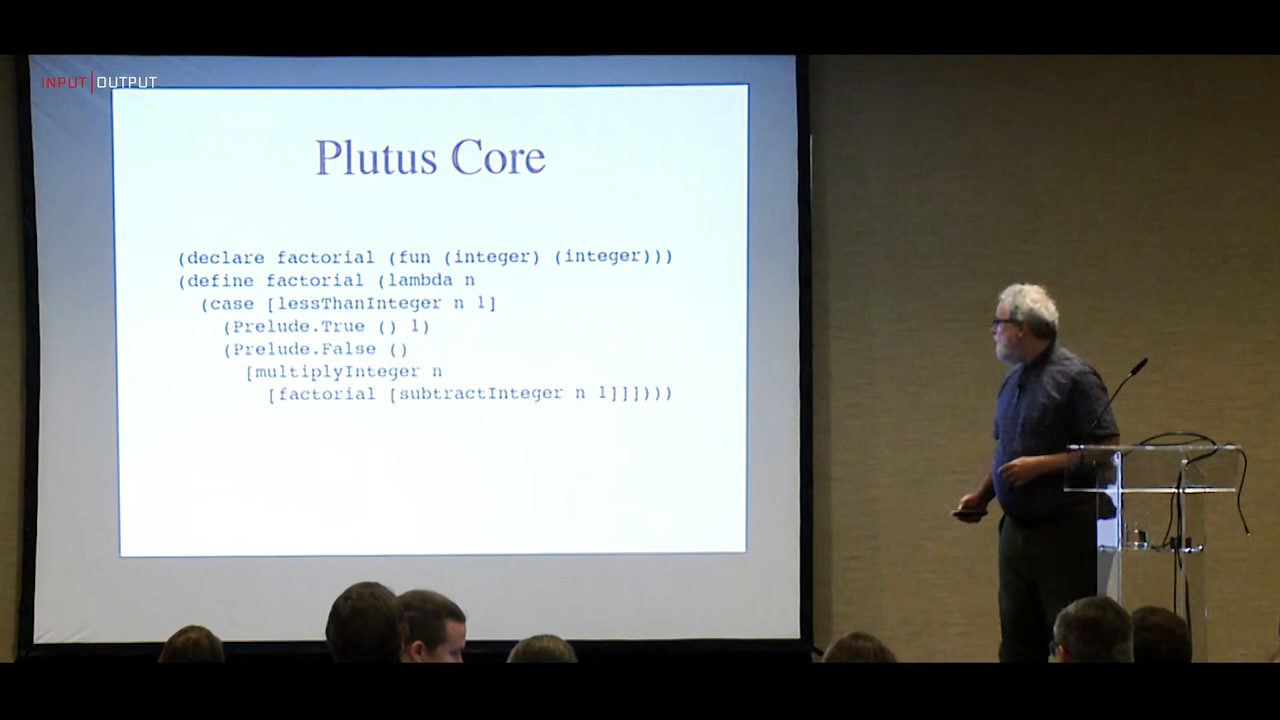 INPUT|OUTPUT
Plutus Core
(declare factorial (fun (integer) (integer)))
(define factorial (lambda n
(case [lessThanInteger n 1]
(Prelude.True () 1)
(Prelude.False ()
[multiplyInteger n
[factorial [subtractInteger n 1]]])))